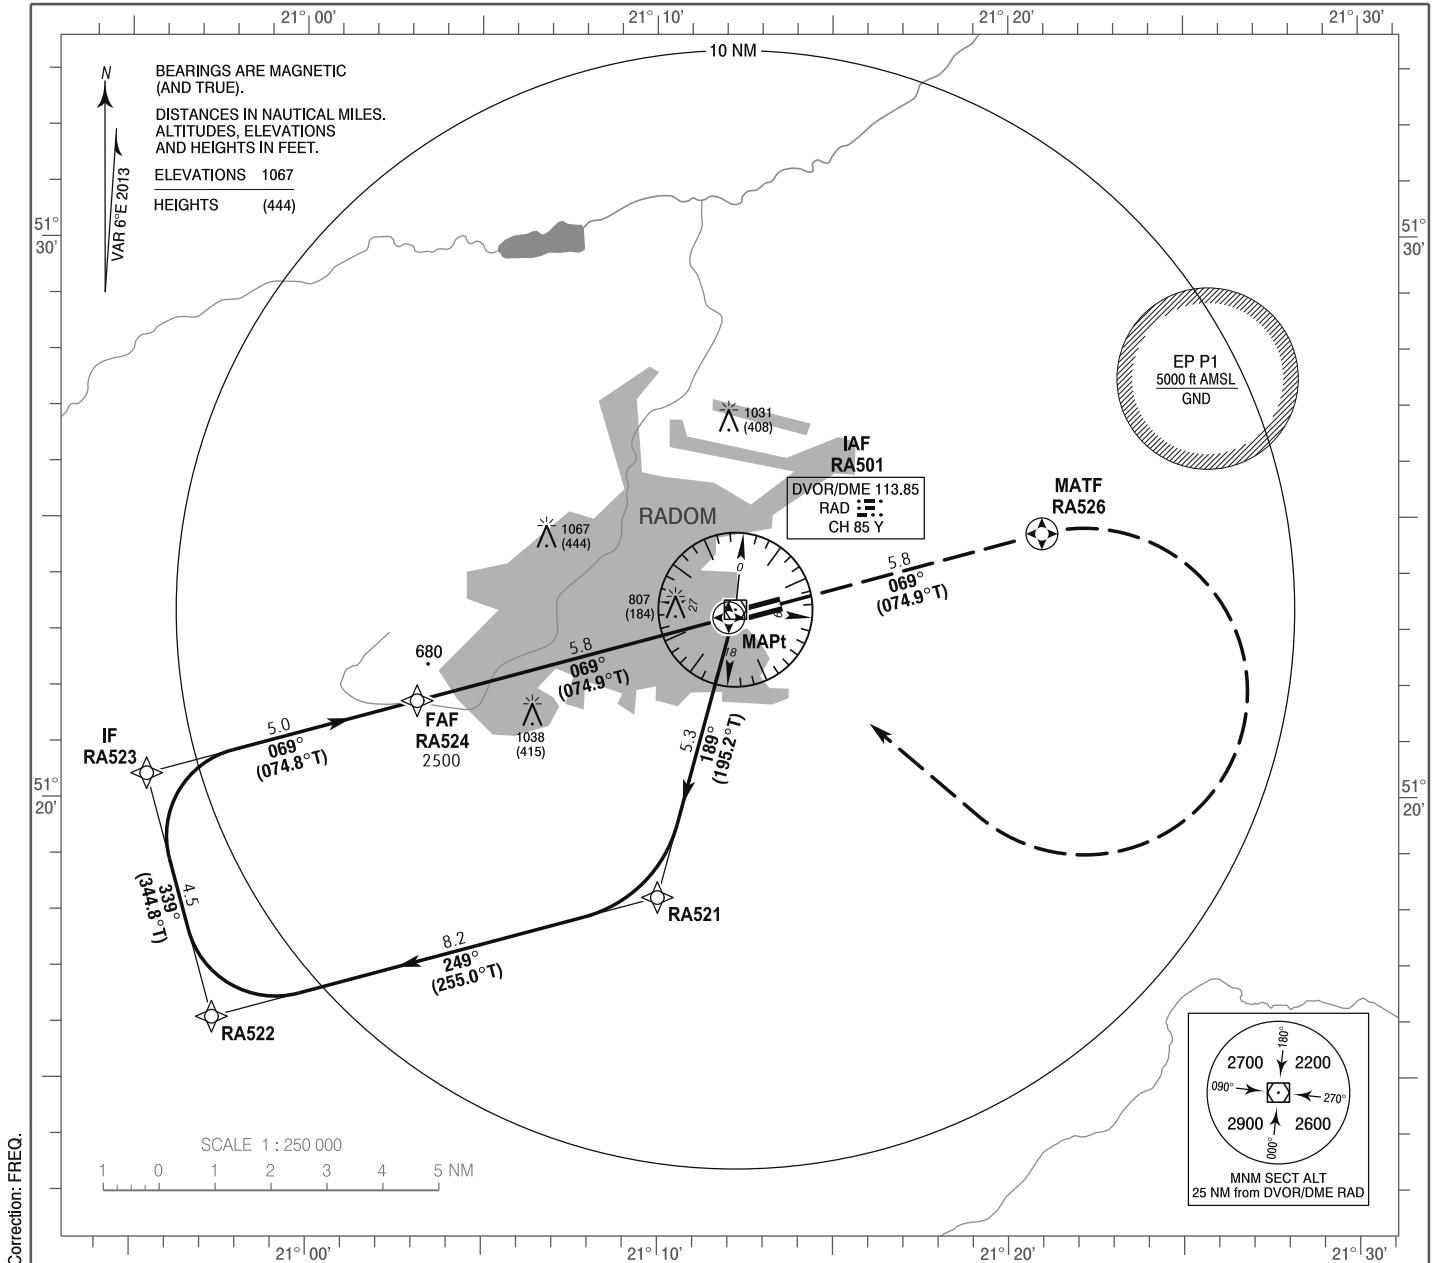 21° 00'
21° 10'
21° 20'
21° 30'
10 NM
N
VAR 6°E 2013
BEARINGS ARE MAGNETIC
(AND TRUE).
DISTANCES IN NAUTICAL MILES.
ALTITUDES, ELEVATIONS
AND HEIGHTS IN FEET.
ELEVATIONS 1067
HEIGHTS (444)
51°
30'
51°
30'
EP P1
5000 ft AMSL
GND
1031
(408)
IAF
RA501
DVOR/DME 113.85
RAD
CH 85 Y
MATF
RA526
RADOM
1067
(444)
0
5.8
069°
(074.9°T)
807
(184)
27
9
MAPt
18
680
5.8
069°
(074.9°T)
FAF
RA524
2500
1038
(415)
IF
RA523
5.0
069°
(074.8°T)
5.3
189°
(195.2°T)
51°
20'
51°
20'
4.5
339°
(344.8°T)
RA521
8.2
249°
(255.0°T)
RA522
180°
2700 2200
090°
270°
2900 2600
000°
MNM SECT ALT
25 NM from DVOR/DME RAD
SCALE 1 : 250 000
1 0 1 2 3 4 5 NM
Correction: FREQ.
21° 00'
21° 10'
21° 20'
21° 30'